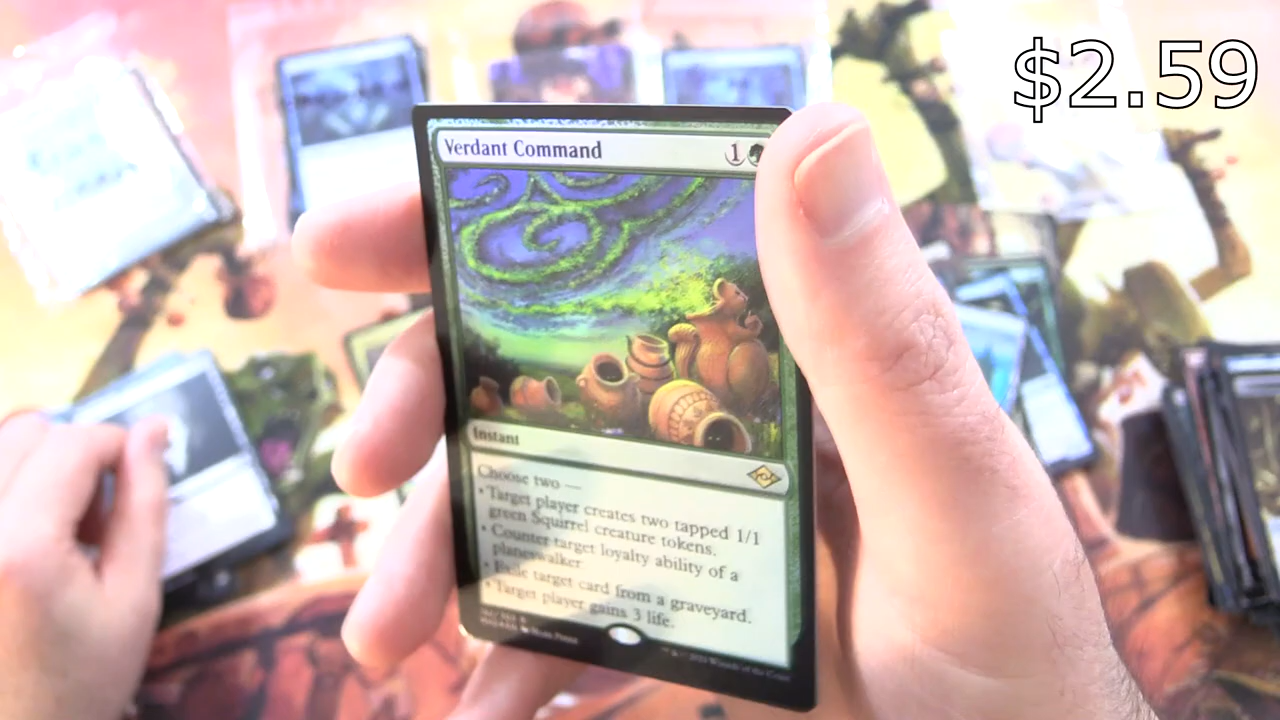 $2.59
Verdant Command 1
Instant
Choose two —
• Target player creates two tapped 1/1
green Squirrel creature tokens.
• Counter target loyalty ability of a
planeswalker
• Exile target card from a graveyard.
• Target player gains 3 life.